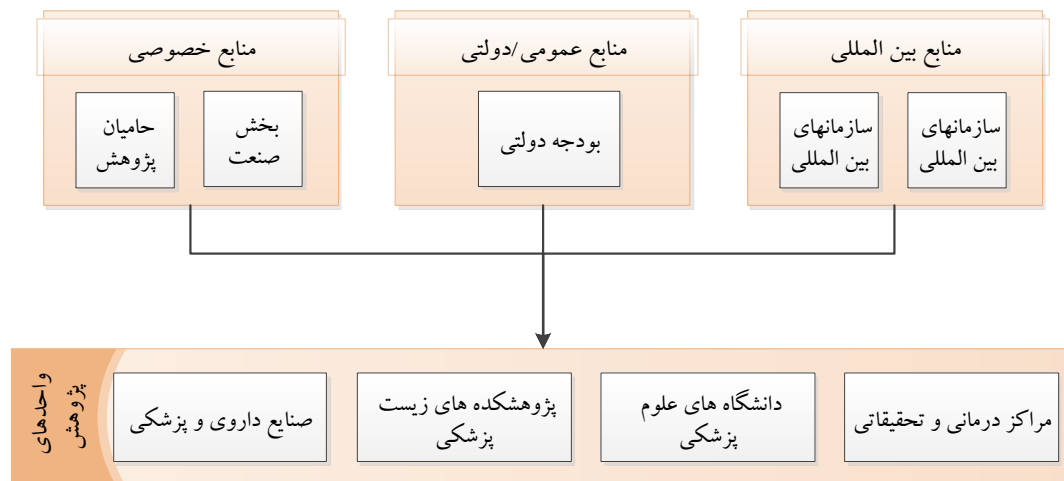 منابع بین المللی
سازمانهای
بین المللی
سازمانهای
بین المللی
منابع عمومی/دولتی
بودجه دولتی
منابع خصوصی
بخش
صنعت
حامیان
پژوهش
واحدهای
پژوهش
مراکز درمانی و تحقیقاتی
دانشگاه های علوم
پزشکی
پژوهشکده های زیست
پزشکی
صنایع داروی و پزشکی